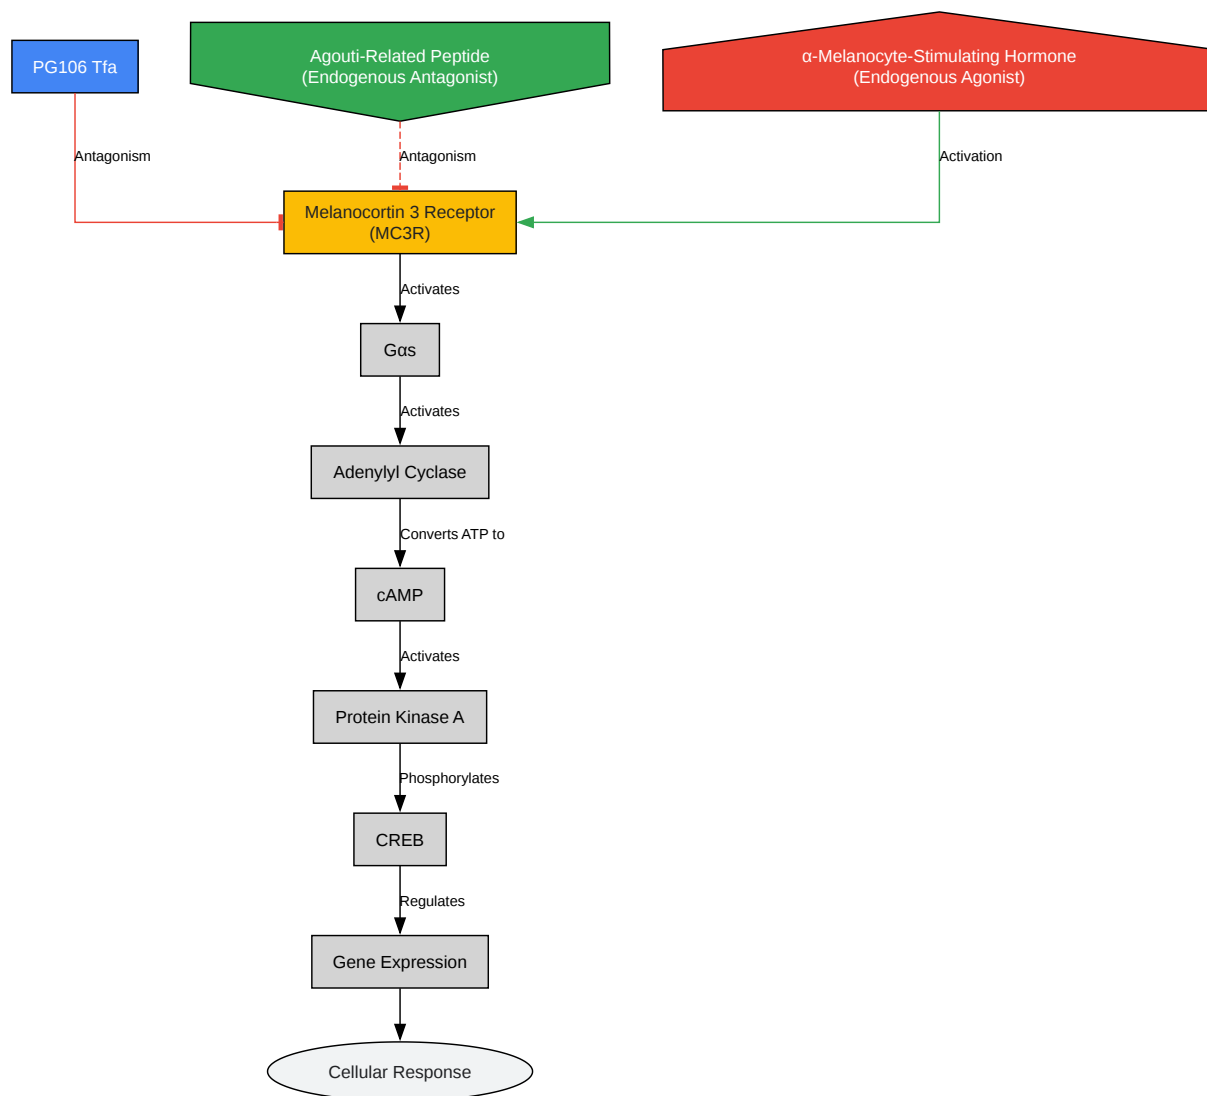 PG106 Tfa
Agouti-Related Peptide
(Endogenous Antagonist)
α-Melanocyte-Stimulating Hormone
(Endogenous Agonist)
Antagonism
Antagonism
Activation
Melanocortin 3 Receptor
(MC3R)
Activates
Gαs
Activates
Adenylyl Cyclase
Converts ATP to
cAMP
Activates
Protein Kinase A
Phosphorylates
CREB
Regulates
Gene Expression
Cellular Response